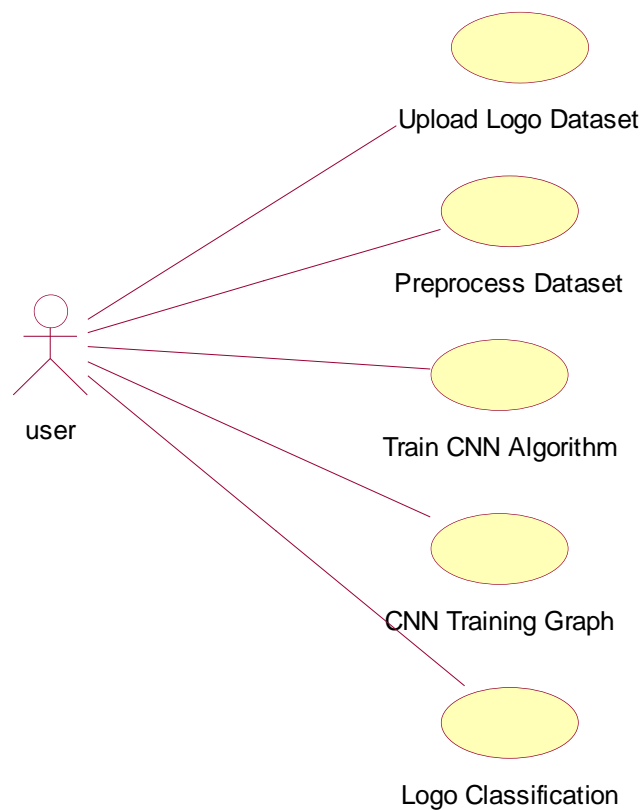 Upload Logo Dataset
Preprocess Dataset
user
Train CNN Algorithm
CNN Training Graph
Logo Classification